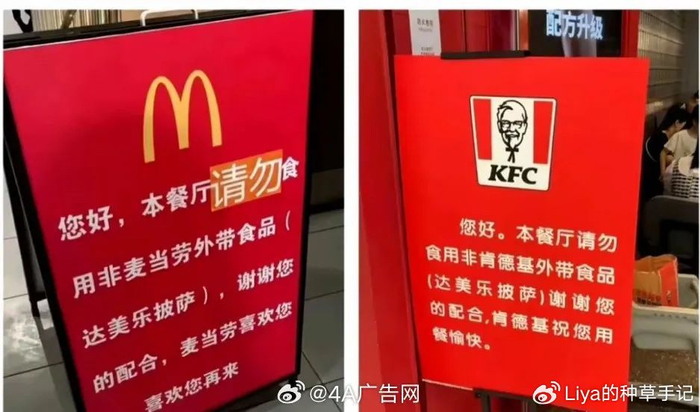 您好，本餐厅请勿食
用非麦当劳外带食品（
达美乐披萨），谢谢您
的配合，麦当劳喜欢您
喜欢您再来
@4A广告网
配方升级
KFC
您好。本餐厅请勿
食用非肯德基外带食品
(达美乐披萨)谢谢您
的配合,肯德基祝您用
餐愉快。
Liya的种草手记